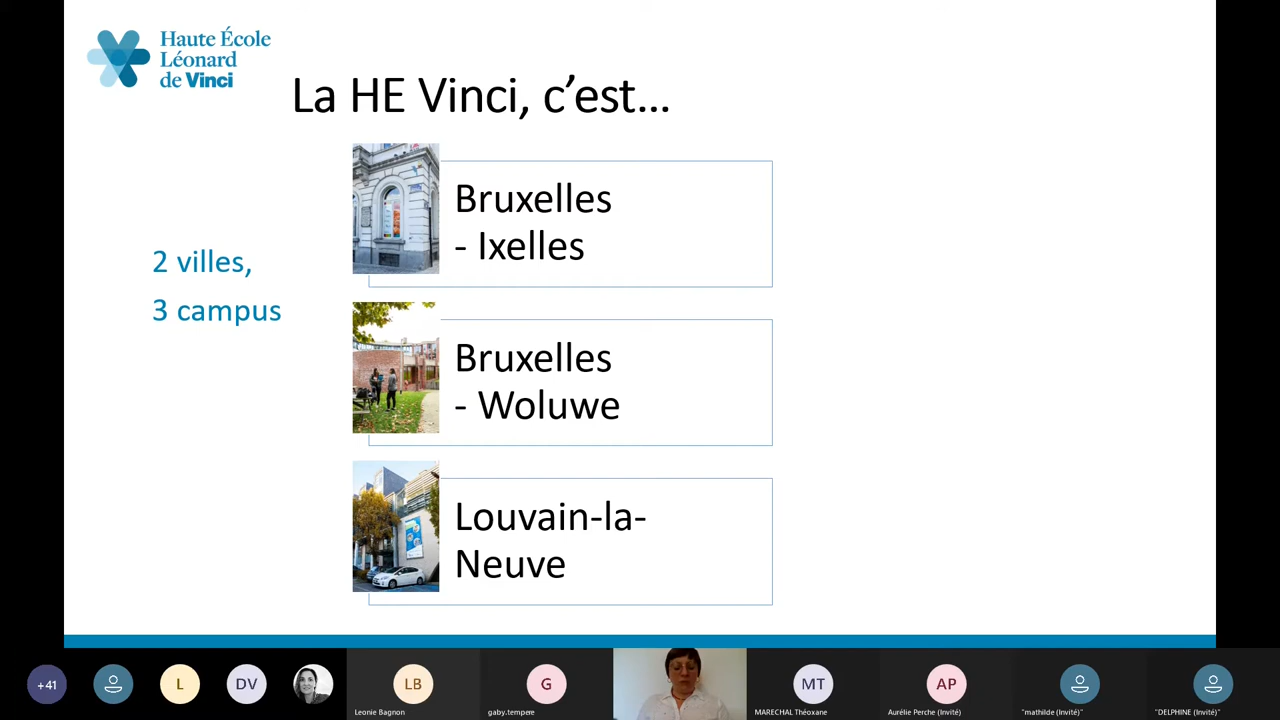 Haute École
Léonard
de Vinci
La HE Vinci, c’est…
2 villes,
3 campus
Bruxelles
- Ixelles
Bruxelles
- Woluwe
Louvain-la-
Neuve
+41
L
DV
LB
G
MT
AP
Leonie Bagnon
gaby.tempere
MARECHAL Théoxane
Aurélie Perche (Invité)
"mathilde (Invité)"
"DELPHINE (Invité)"